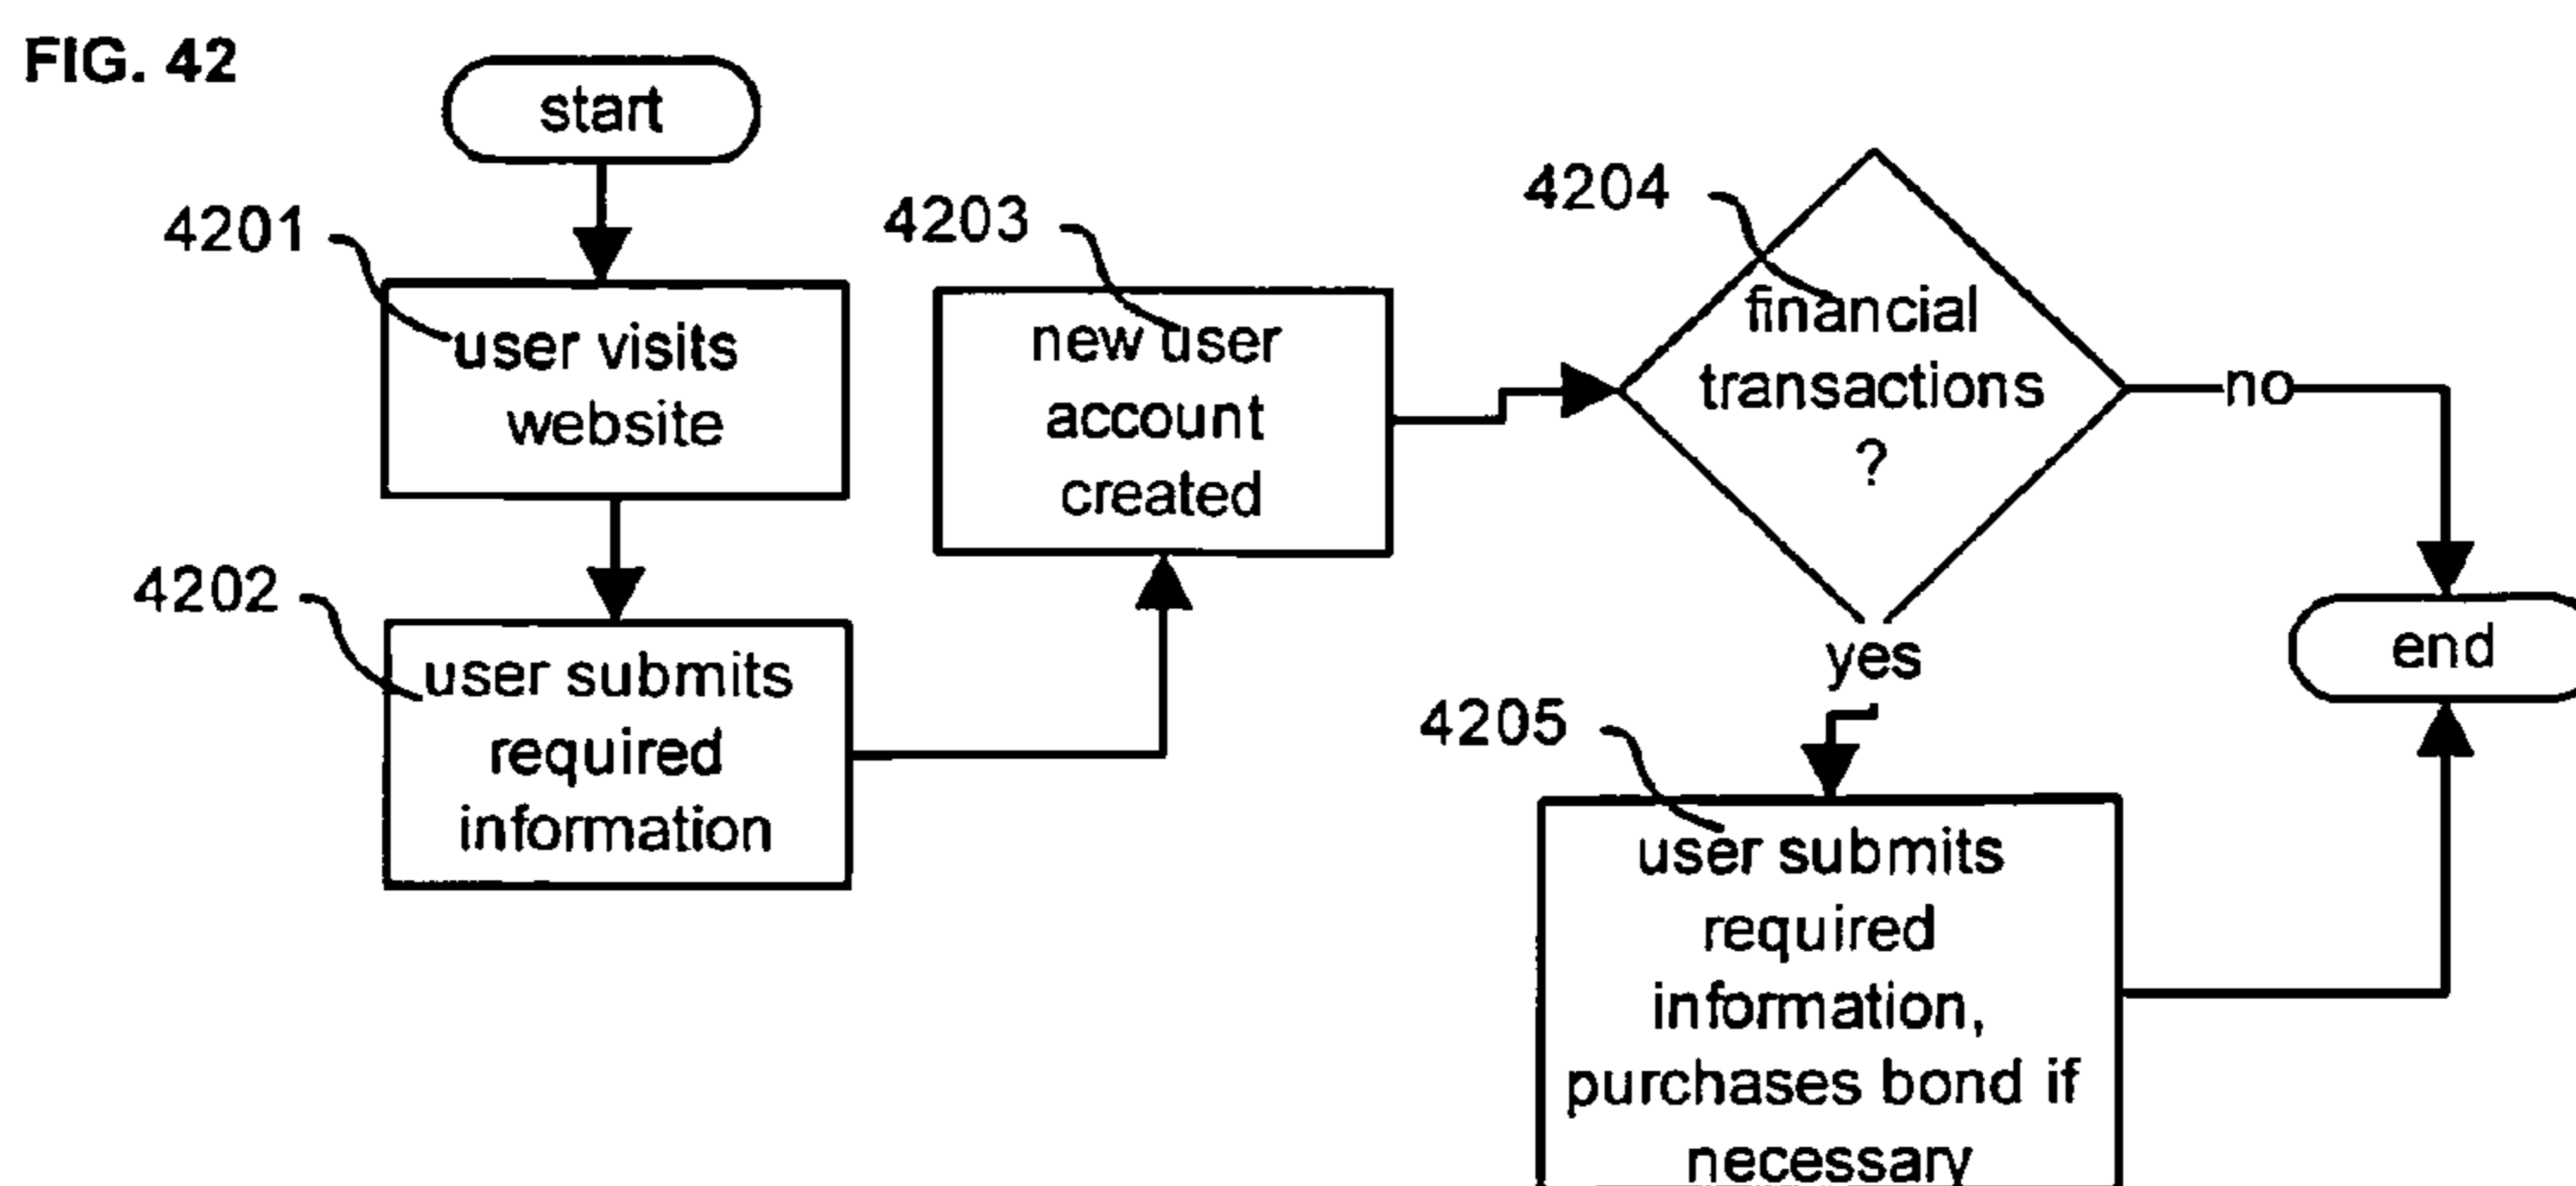 FIG. 42
start
4201
user visits
website
4202
user submits
required
information
4203
new user
account
created
4204
financial
transactions
?
no
yes
4205
user submits
required
information,
purchases bond if
necessary
end